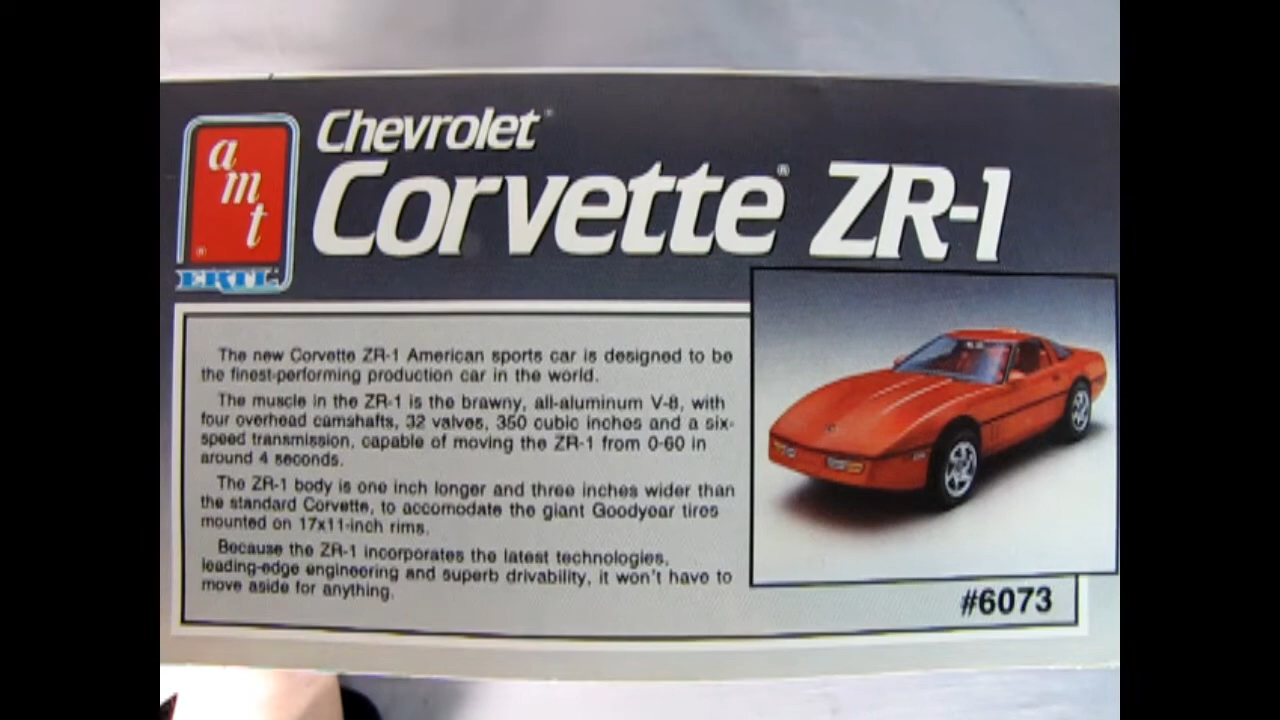 amt
ERTL
Chevrolet®
Corvette® ZR-1
The new Corvette ZR-1 American sports car is designed to be
the finest-performing production car in the world.
The muscle in the ZR-1 is the brawny, all-aluminum V-8, with
four overhead camshafts, 32 valves, 350 cubic inches and a six-
speed transmission, capable of moving the ZR-1 from 0-60 in
around 4 seconds.
The ZR-1 body is one inch longer and three inches wider than
the standard Corvette, to accomodate the giant Goodyear tires
mounted on 17x11-inch rims.
Because the ZR-1 incorporates the latest technologies,
leading-edge engineering and superb drivability, it won't have to
move aside for anything.
#6073